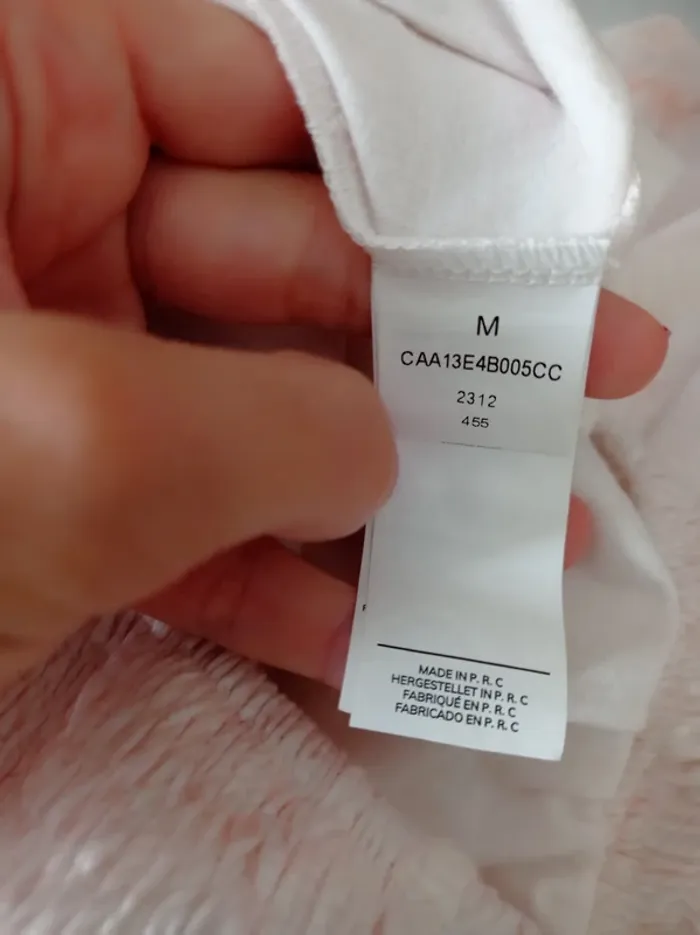 M
CAA13E4B005CC
2312
455
MADE IN P. R. C
HERGESTELLET IN P. R. C
FABRIQUÉ EN P. R. C
FABRICADO EN P. R. C